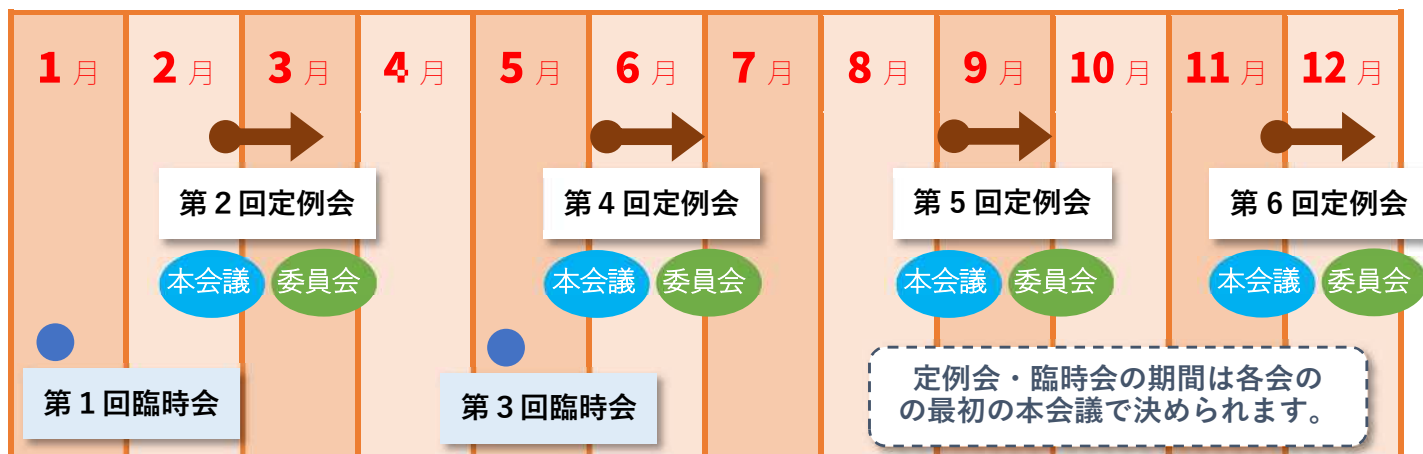 1月 2月 3月 4月 5月 6月 7月 8月 9月 10月 11月 12月
第2回定例会 第4回定例会 第5回定例会 第6回定例会
本会議 委員会 本会議 委員会 本会議 委員会 本会議 委員会
第1回臨時会 第3回臨時会
定例会・臨時会の期間は各会の
の最初の本会議で決められます。